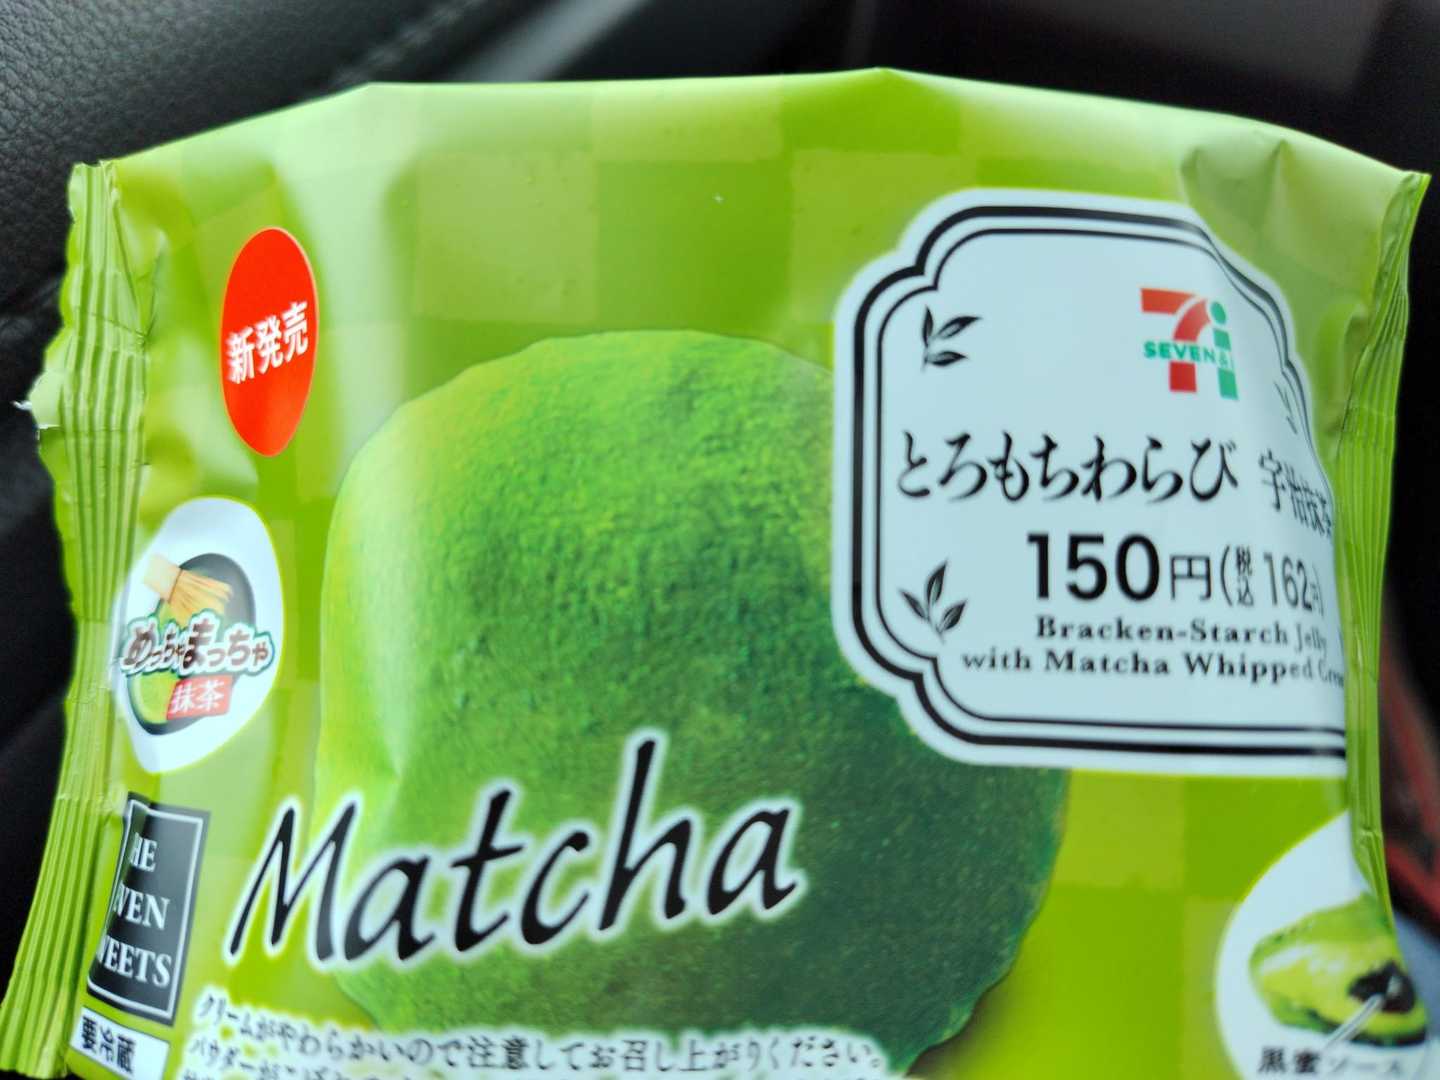 新発売
SEVEN & i
とろもちわらび 宇治抹茶
150円(税込 162円)
Bracken-Starch Jelly
with Matcha Whipped
めっちゃまっちゃ
抹茶
Matcha
THE
SEVEN
SWEETS
要冷蔵
クリームがやわらかいので注意してお召し上がりください。
黒蜜ソース